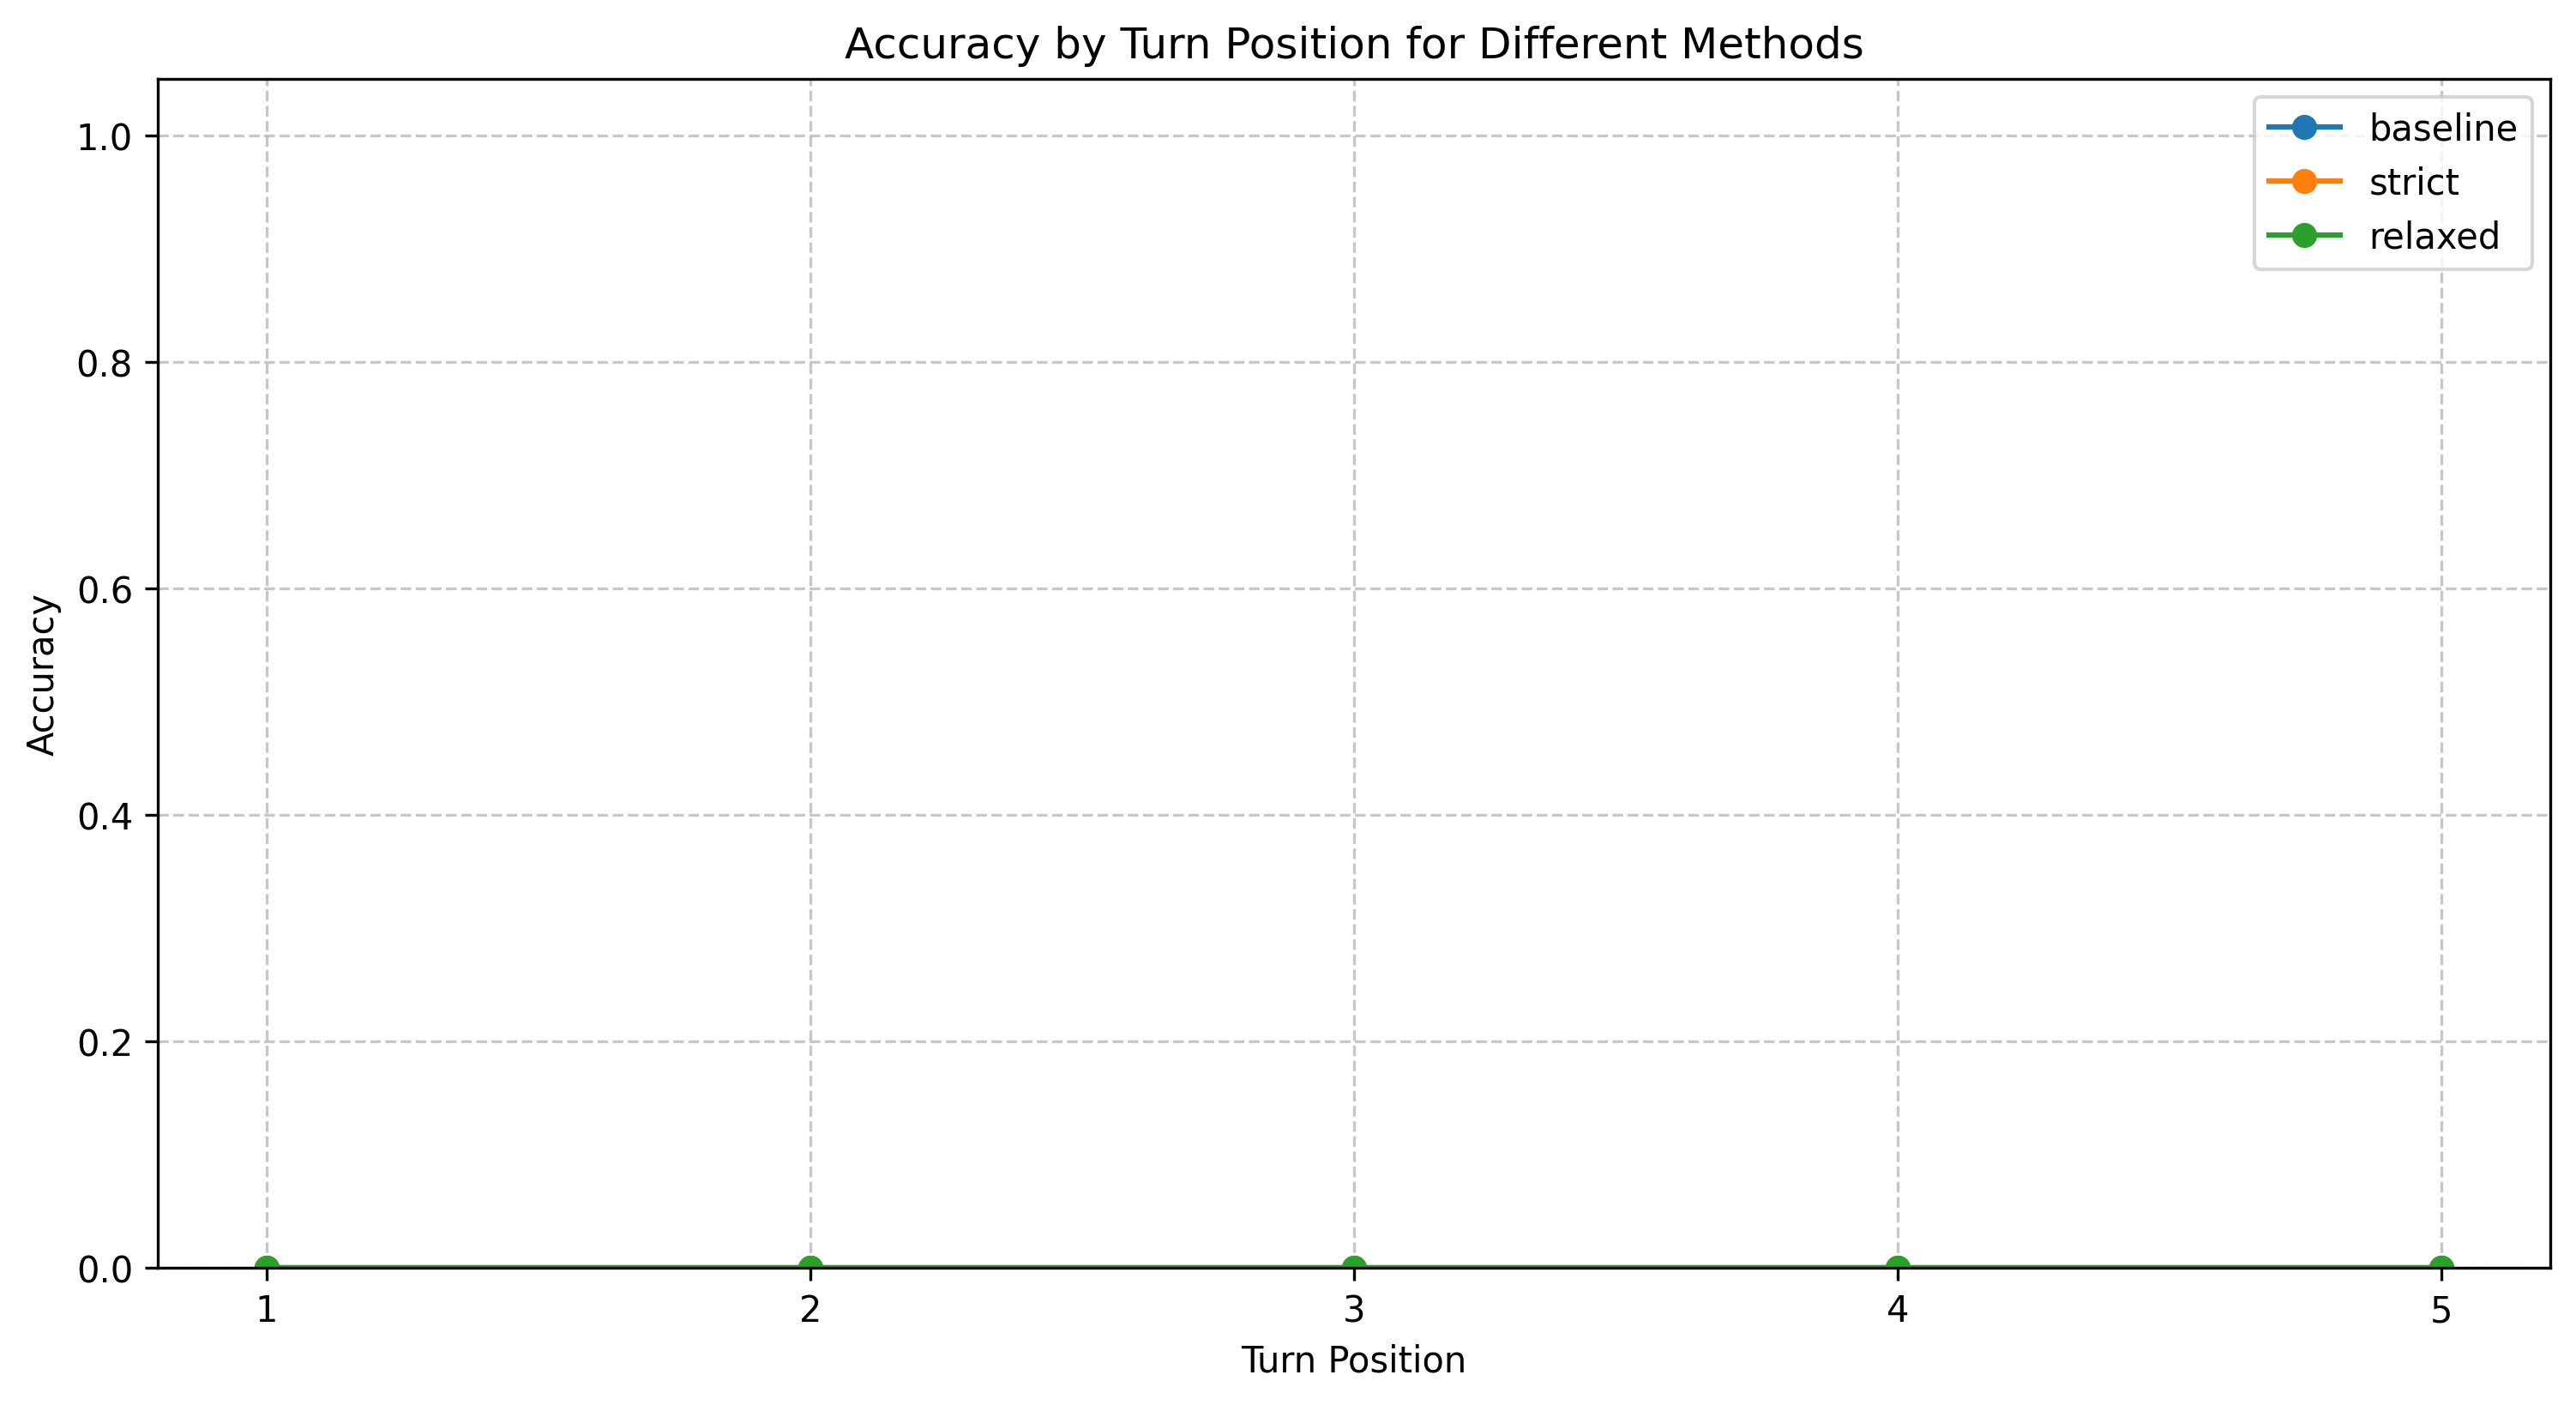 Accuracy by Turn Position for Different Methods
baseline
strict
relaxed
Accuracy
1.0
0.8
0.6
0.4
0.2
0.0
1 2 3 4 5
Turn Position